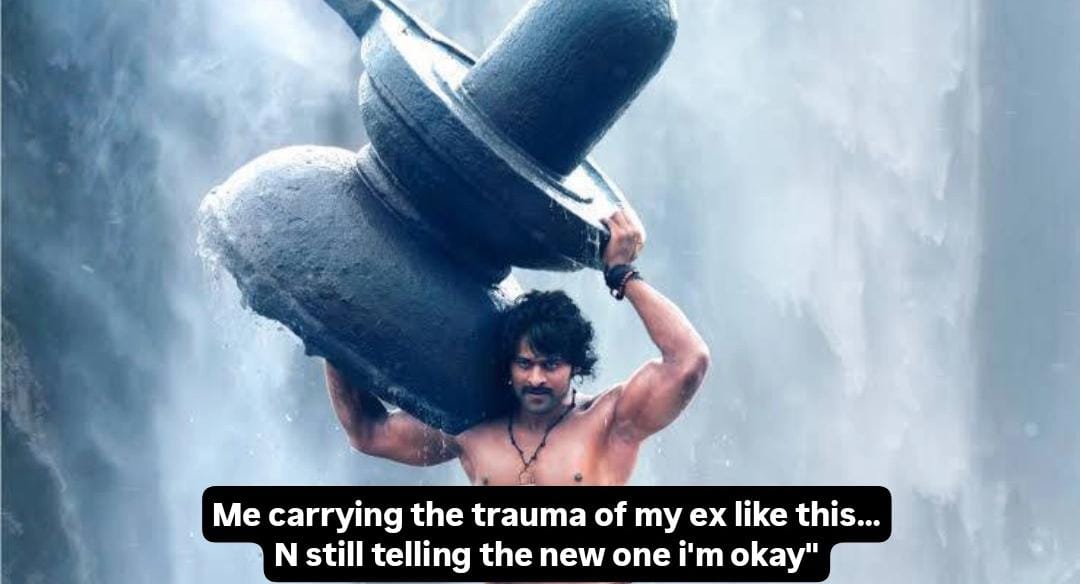 Me carrying the trauma of my ex like this...
N still telling the new one i'm okay"